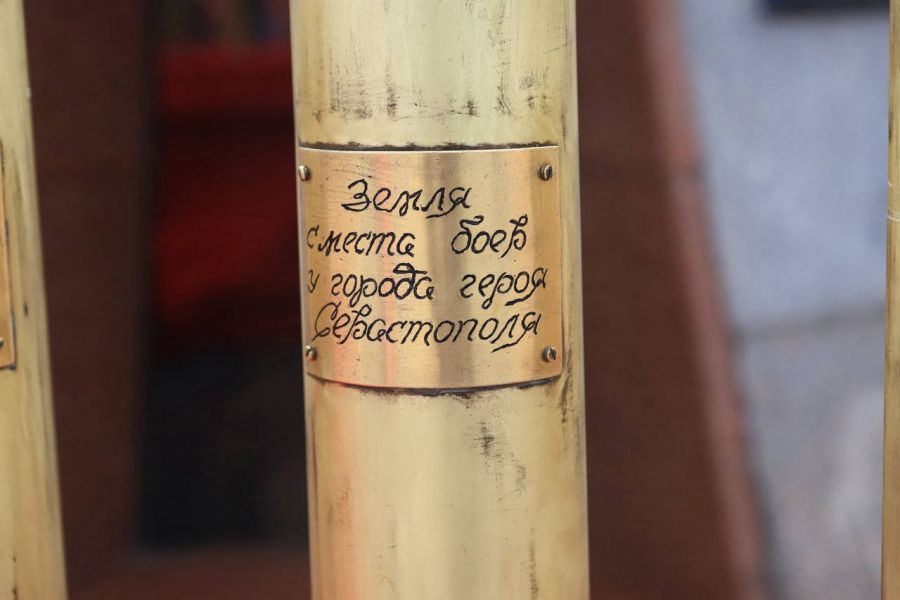 Земля
с места боев
у города героя
Севастополя